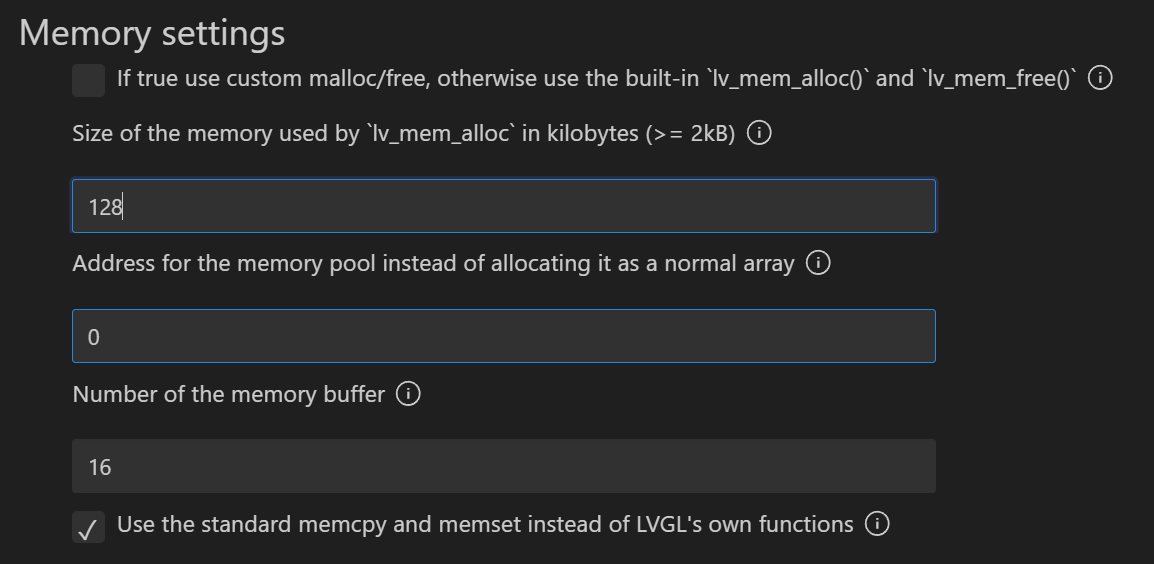 Memory settings
If true use custom malloc/free, otherwise use the built-in `lv_mem_alloc()` and `lv_mem_free()`
Size of the memory used by `lv_mem_alloc` in kilobytes (>= 2kB)
128
Address for the memory pool instead of allocating it as a normal array
0
Number of the memory buffer
16
Use the standard memcpy and memset instead of LVGL's own functions